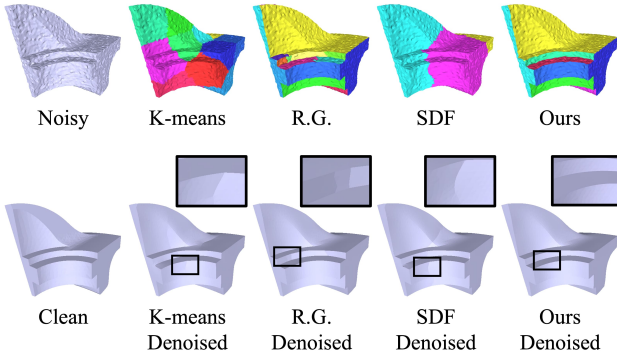 Noisy
K-means
R.G.
SDF
Ours
Clean
K-means
Denoised
R.G.
Denoised
SDF
Denoised
Ours
Denoised